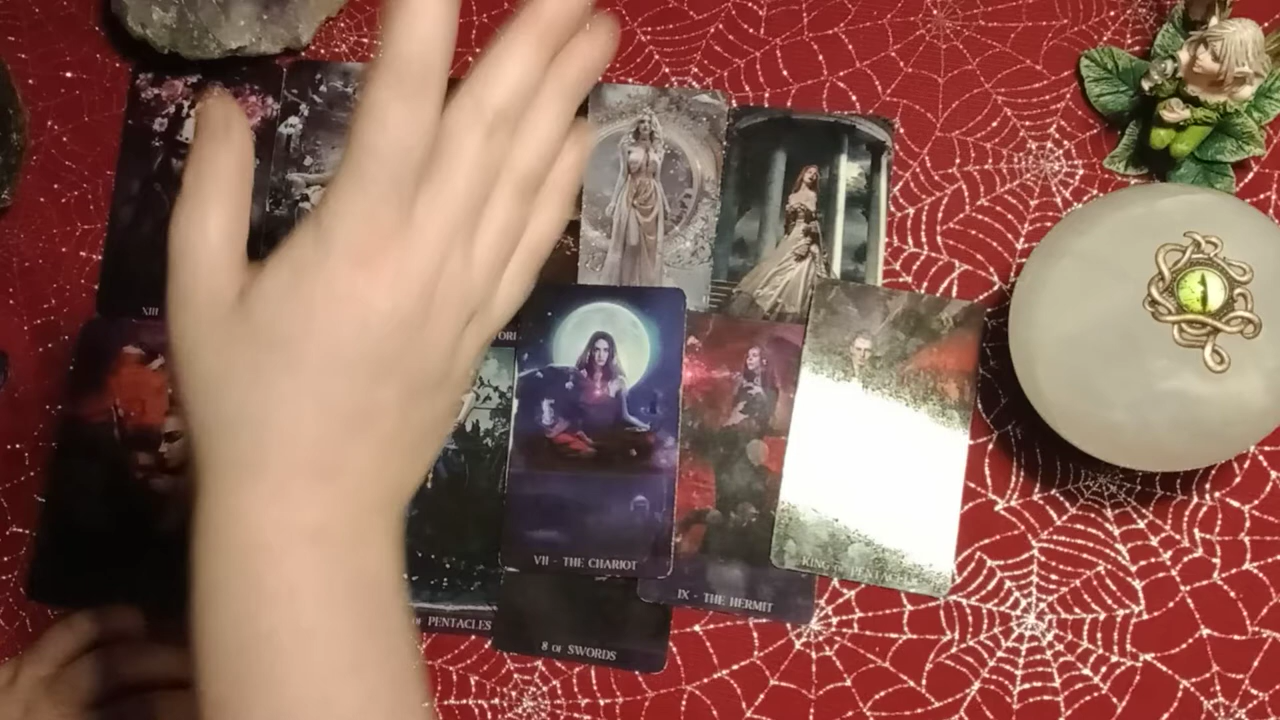 XIII
VII - THE CHARIOT
KING OF PENTACLES
IX - THE HERMIT
OF PENTACLES
8 OF SWORDS